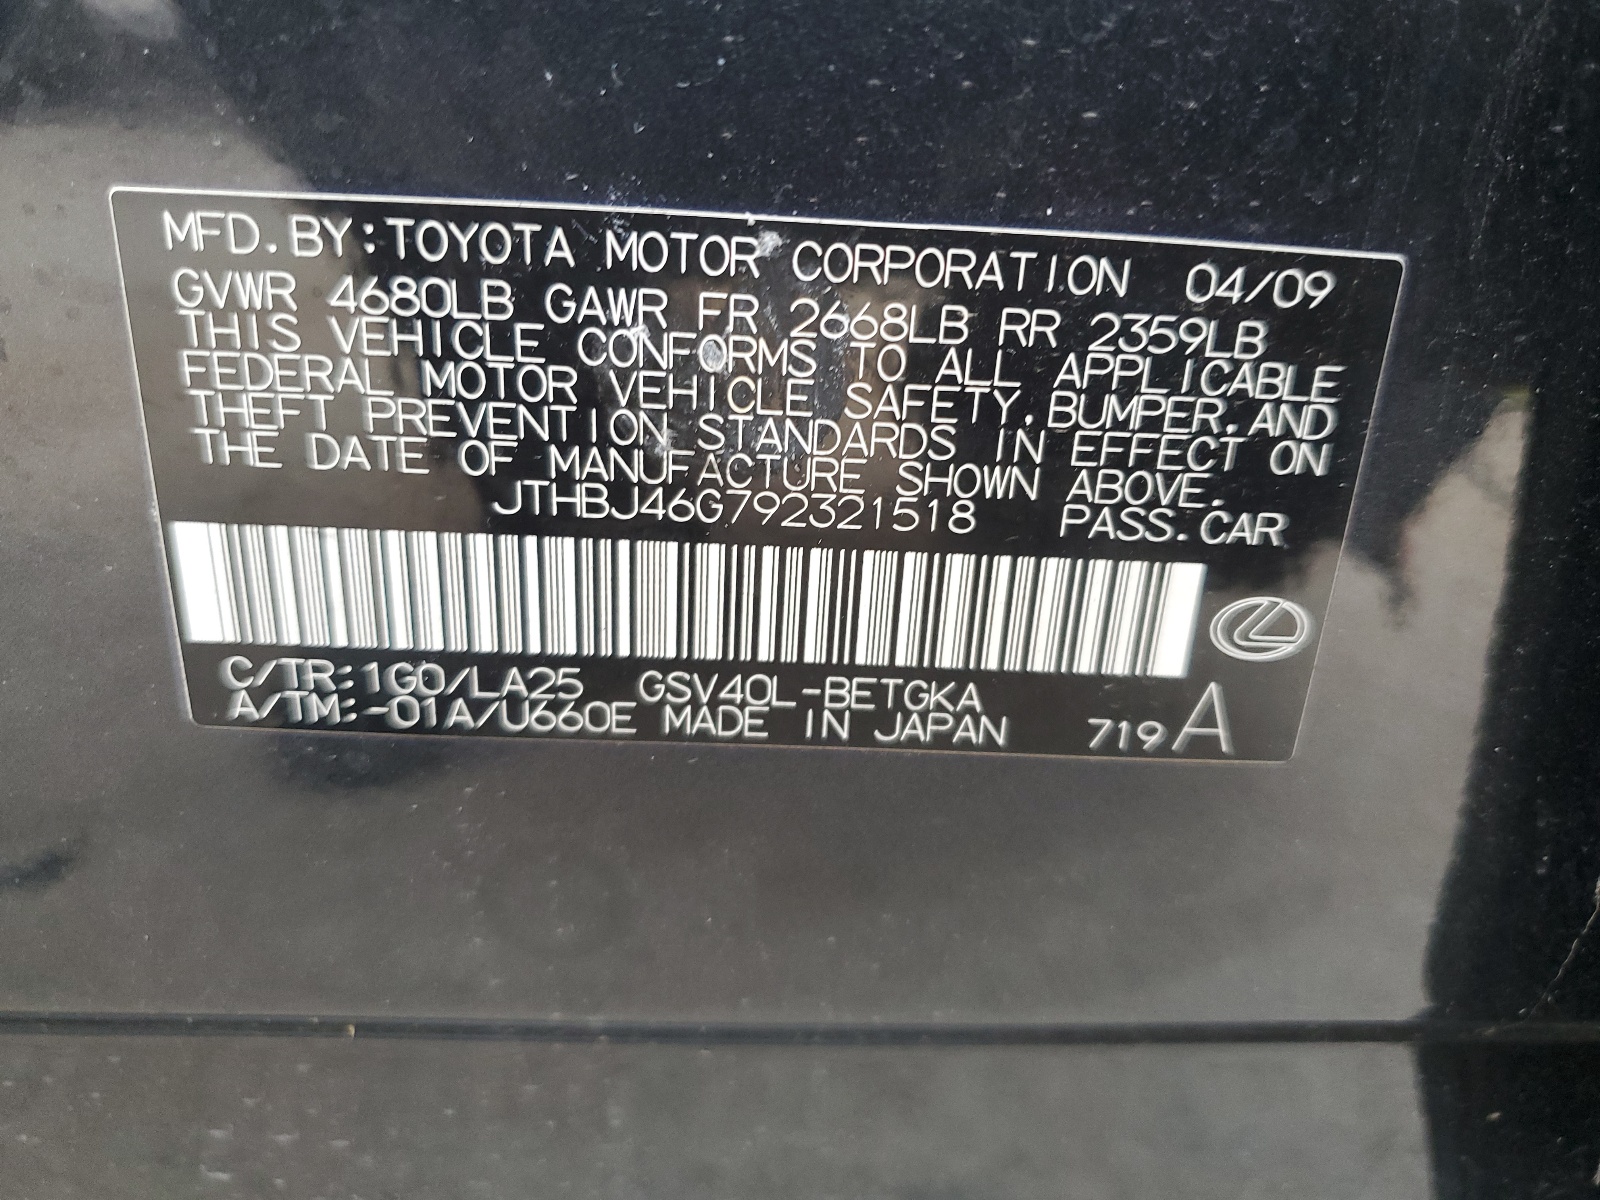 MFD. BY: TOYOTA MOTOR CORPORATION 04/09
GVWR 4680LB GAWR FR 2668LB RR 2359LB
THIS VEHICLE CONFORMS TO ALL APPLICABLE
FEDERAL MOTOR VEHICLE SAFETY, BUMPER, AND
THEFT PREVENTION STANDARDS IN EFFECT ON
THE DATE OF MANUFACTURE SHOWN ABOVE.
JTHBJ46G792321518 PASS. CAR
C/TR: 1G0/LA25 GSV40L-BETGKA
A/TM: -01A/U660E MADE IN JAPAN 719 A